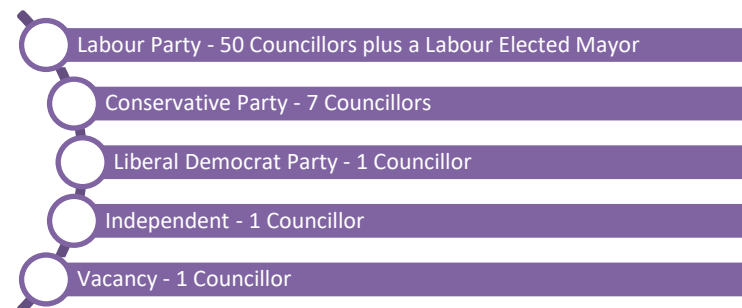 Labour Party - 50 Councillors plus a Labour Elected Mayor
Conservative Party - 7 Councillors
Liberal Democrat Party - 1 Councillor
Independent - 1 Councillor
Vacancy - 1 Councillor